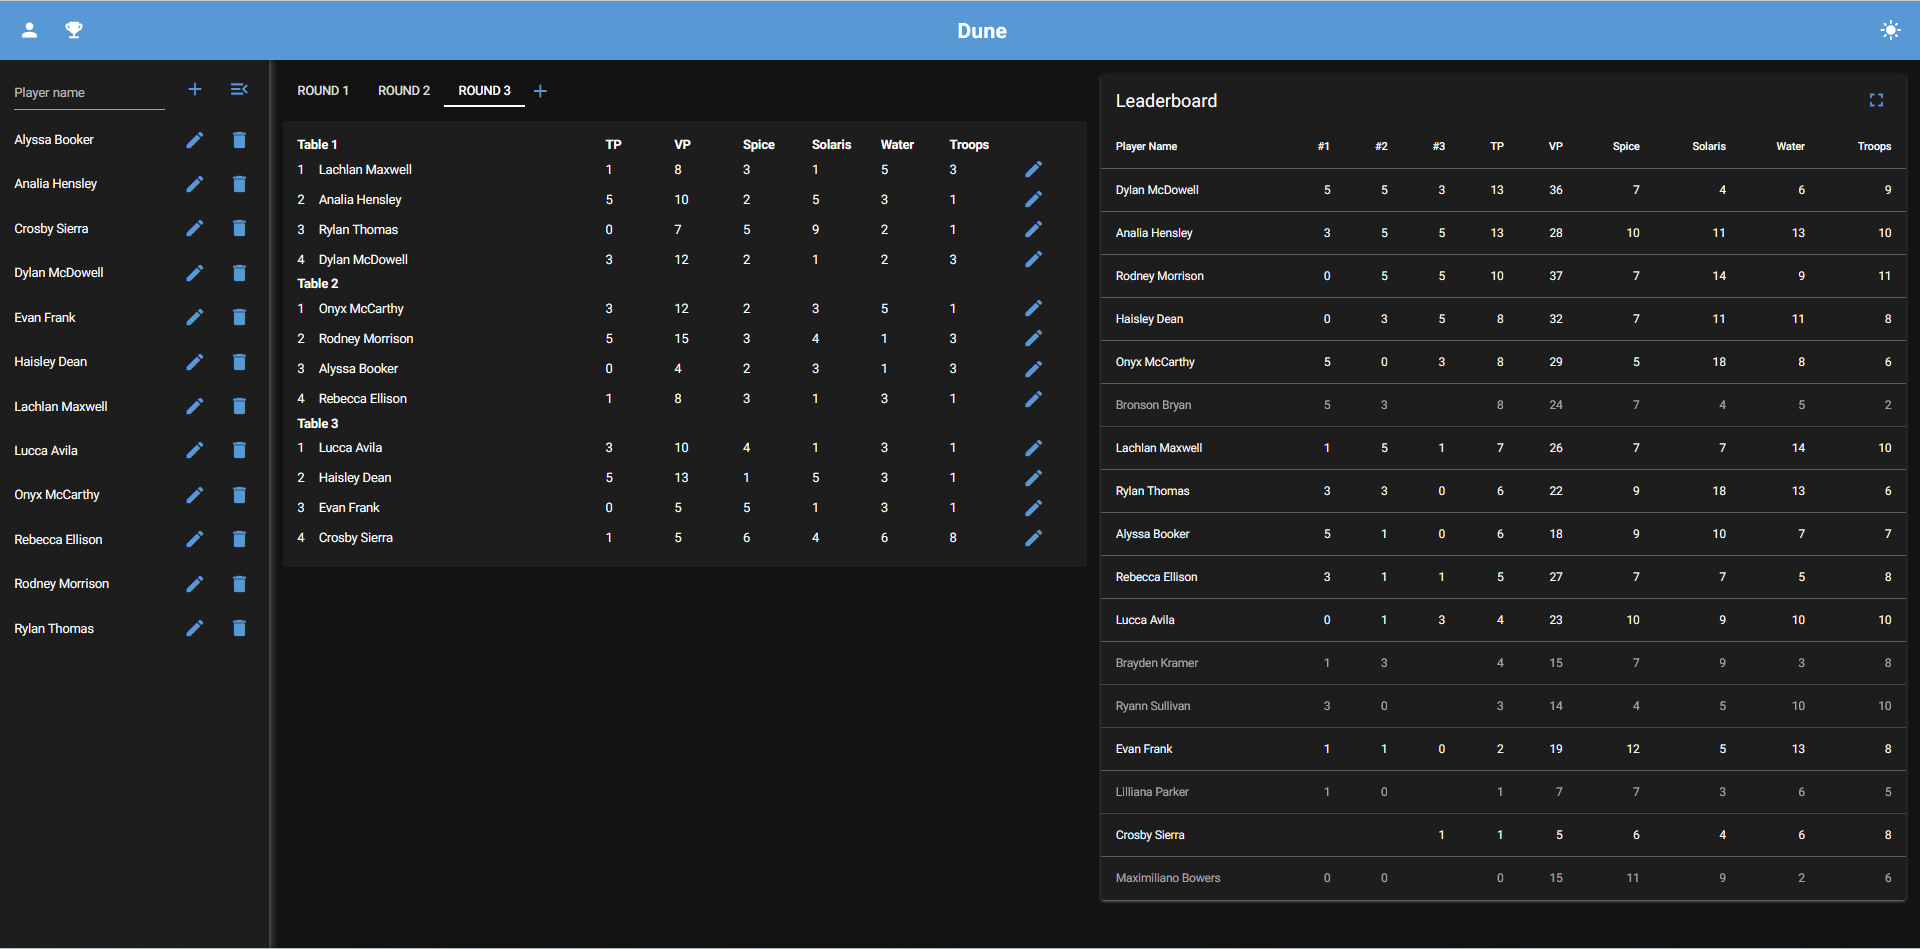 Dune
Player name
Alyssa Booker
Analia Hensley
Crosby Sierra
Dylan McDowell
Evan Frank
Haisley Dean
Lachlan Maxwell
Lucca Avila
Onyx McCarthy
Rebecca Ellison
Rodney Morrison
Rylan Thomas
ROUND 1 ROUND 2 ROUND 3
Table 1 TP VP Spice Solaris Water Troops
1 Lachlan Maxwell 1 8 3 1 5 3
2 Analia Hensley 5 10 2 5 3 1
3 Rylan Thomas 0 7 5 9 2 1
4 Dylan McDowell 3 12 2 1 2 3
Table 2
1 Onyx McCarthy 3 12 2 3 5 1
2 Rodney Morrison 5 15 3 4 1 3
3 Alyssa Booker 0 4 2 3 1 3
4 Rebecca Ellison 1 8 3 1 3 1
Table 3
1 Lucca Avila 3 10 4 1 3 1
2 Haisley Dean 5 13 1 5 3 1
3 Evan Frank 0 5 5 1 3 1
4 Crosby Sierra 1 5 6 4 6 8
Leaderboard
Player Name #1 #2 #3 TP VP Spice Solaris Water Troops
Dylan McDowell 5 5 3 13 36 7 4 6 9
Analia Hensley 3 5 5 13 28 10 11 13 10
Rodney Morrison 0 5 5 10 37 7 14 9 11
Haisley Dean 0 3 5 8 32 7 11 11 8
Onyx McCarthy 5 0 3 8 29 5 18 8 6
Bronson Bryan 5 3 8 24 7 4 5 2
Lachlan Maxwell 1 5 1 7 26 7 7 14 10
Rylan Thomas 3 3 0 6 22 9 18 13 6
Alyssa Booker 5 1 0 6 18 9 10 7 7
Rebecca Ellison 3 1 1 5 27 7 7 5 8
Lucca Avila 0 1 3 4 23 10 9 10 10
Brayden Kramer 1 3 4 15 7 9 3 8
Ryann Sullivan 3 0 3 14 4 5 10 10
Evan Frank 1 1 0 2 19 12 5 13 8
Lilliana Parker 1 0 1 7 7 3 6 5
Crosby Sierra 1 1 5 6 4 6 8
Maximiliano Bowers 0 0 0 15 11 9 2 6